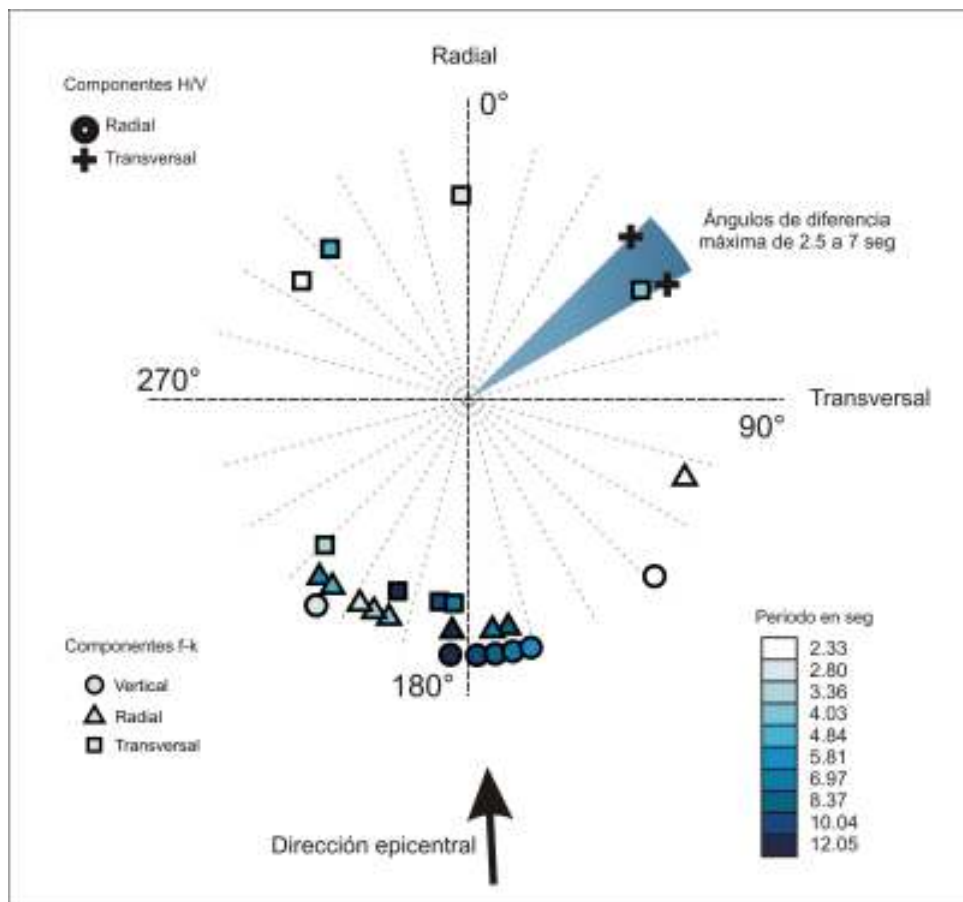 Radial
0°
Componentes H/V
Radial
Transversal
Ángulos de diferencia
máxima de 2.5 a 7 seg
270°
Transversal
90°
180°
Componentes f-k
Vertical
Radial
Transversal
Periodo en seg
2.33
2.80
3.36
4.03
4.84
5.81
6.97
8.37
10.04
12.05
Dirección epicentral